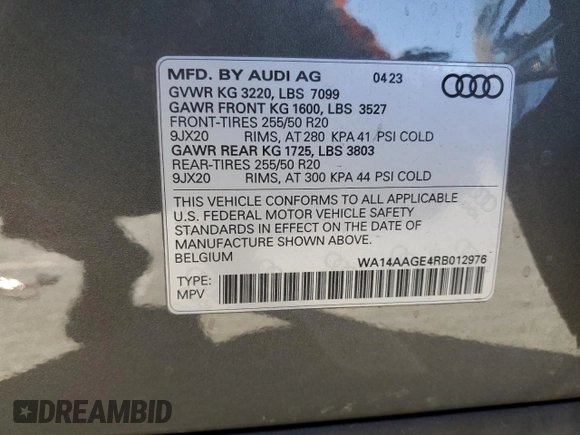 MFD. BY AUDI AG 0423
GVWR KG 3220, LBS 7099
GAWR FRONT KG 1600, LBS 3527
FRONT-TIRES 255/50 R20
9JX20 RIMS, AT 280 KPA 41 PSI COLD
GAWR REAR KG 1725, LBS 3803
REAR-TIRES 255/50 R20
9JX20 RIMS, AT 300 KPA 44 PSI COLD
THIS VEHICLE CONFORMS TO ALL APPLICABLE
U.S. FEDERAL MOTOR VEHICLE SAFETY
STANDARDS IN EFFECT ON THE DATE OF
MANUFACTURE SHOWN ABOVE.
BELGIUM
WA14AAGE4RB012976
TYPE:
MPV
DREAMBID